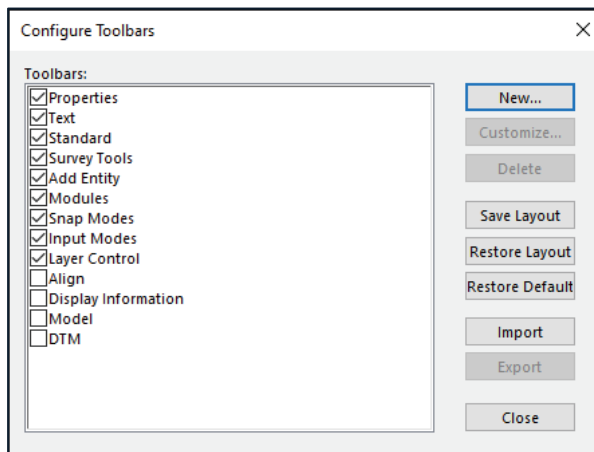 Configure Toolbars
Toolbars:
Properties
Text
Standard
Survey Tools
Add Entity
Modules
Snap Modes
Input Modes
Layer Control
Align
Display Information
Model
DTM
New...
Customize...
Delete
Save Layout
Restore Layout
Restore Default
Import
Export
Close